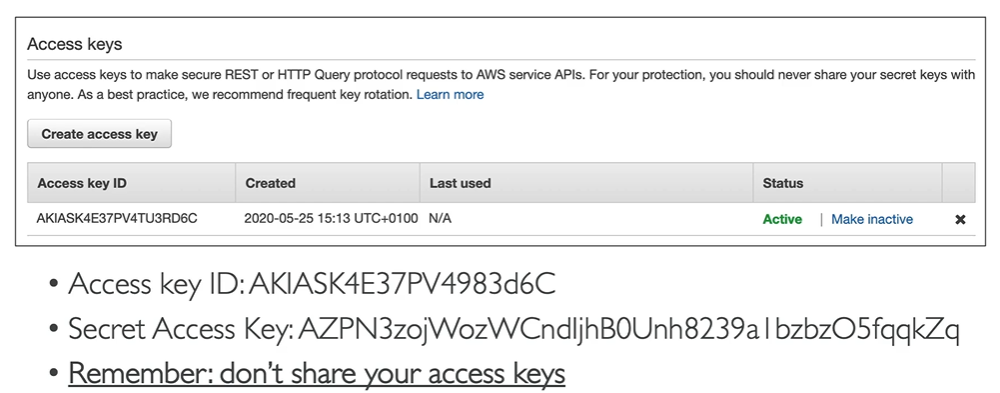 Access keys
Use access keys to make secure REST or HTTP Query protocol requests to AWS service APIs. For your protection, you should never share your secret keys with
anyone. As a best practice, we recommend frequent key rotation. Learn more
Create access key
Access key ID Created Last used Status
AKIASK4E37PV4TU3RD6C 2020-05-25 15:13 UTC+0100 N/A Active | Make inactive ✖
• Access key ID: AKIASK4E37PV4983d6C
• Secret Access Key: AZPN3zojWozWCndIjhB0Unh8239a1bzbzO5fqqkZq
• Remember: don’t share your access keys